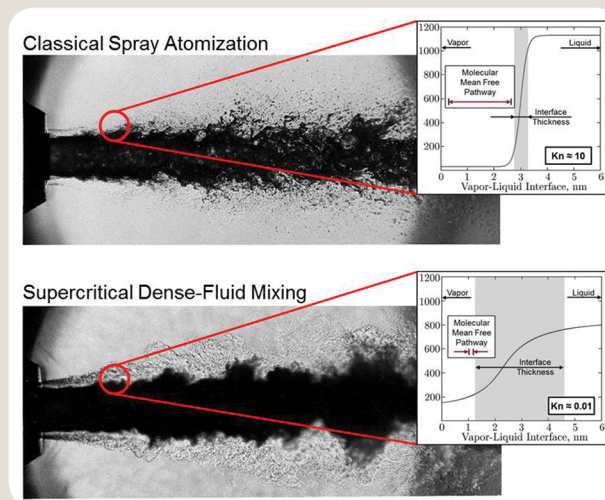 Classical Spray Atomization
1200
1000
800
600
400
200
Vapor
Liquid
Molecular
Mean Free
Pathway
Interface
Thickness
Kn ≈ 10
0 1 2 3 4 5 6
Vapor-Liquid Interface, nm
Supercritical Dense-Fluid Mixing
1200
1000
800
600
400
200
Vapor
Liquid
Molecular
Mean Free
Pathway
Interface
Thickness
Kn ≈ 0.01
0 1 2 3 4 5 6
Vapor-Liquid Interface, nm